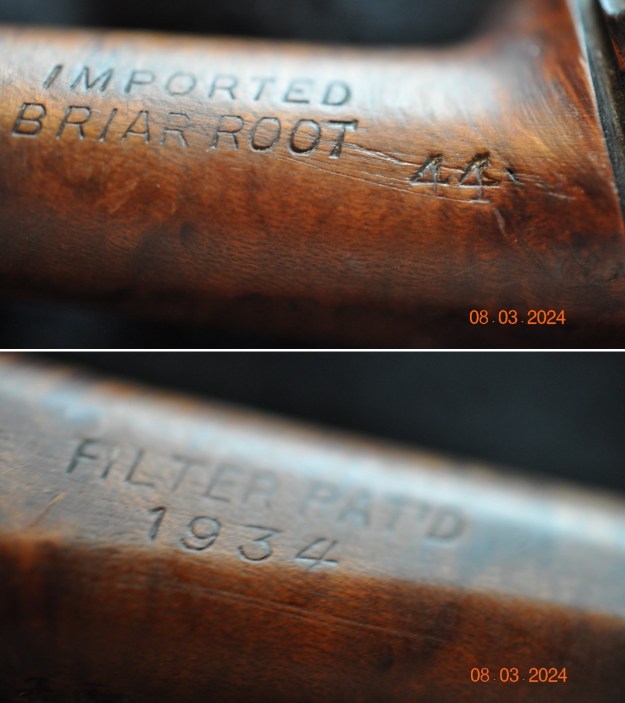 IMPORTED
BRIAR ROOT 44
08.03.2024
FILTER PAT'D
1934
08.03.2024